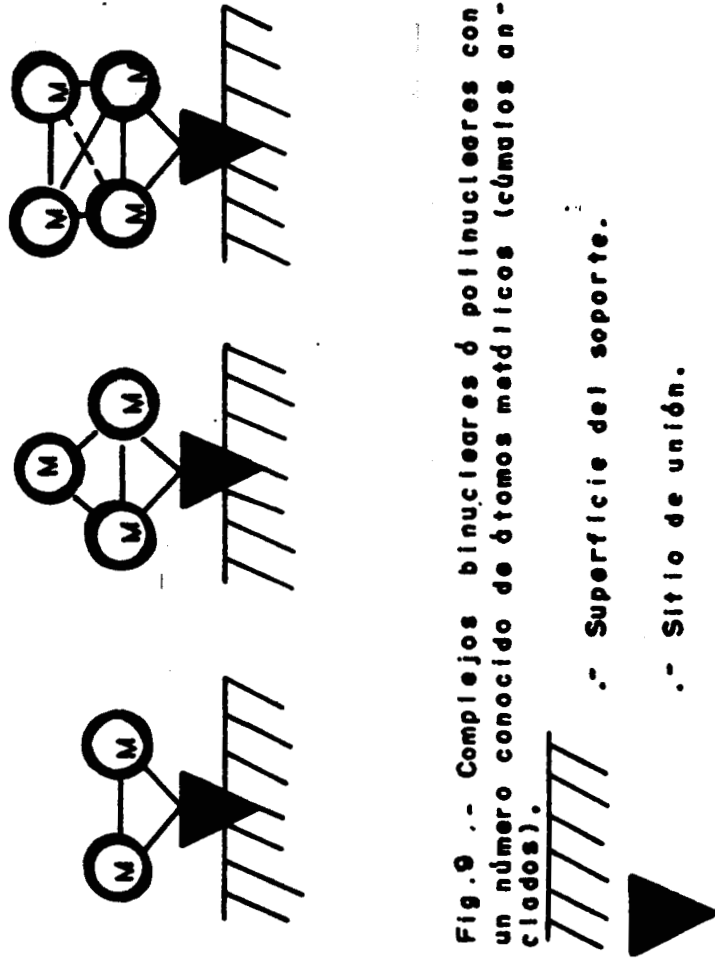 M M
M M M
M M M M
Fig.9 .- Complejos binucleares ó polinucleares con
un número conocido de átomos metálicos (cúmulos an-
clados).
.- Superficie del soporte.
.- Sitio de unión.